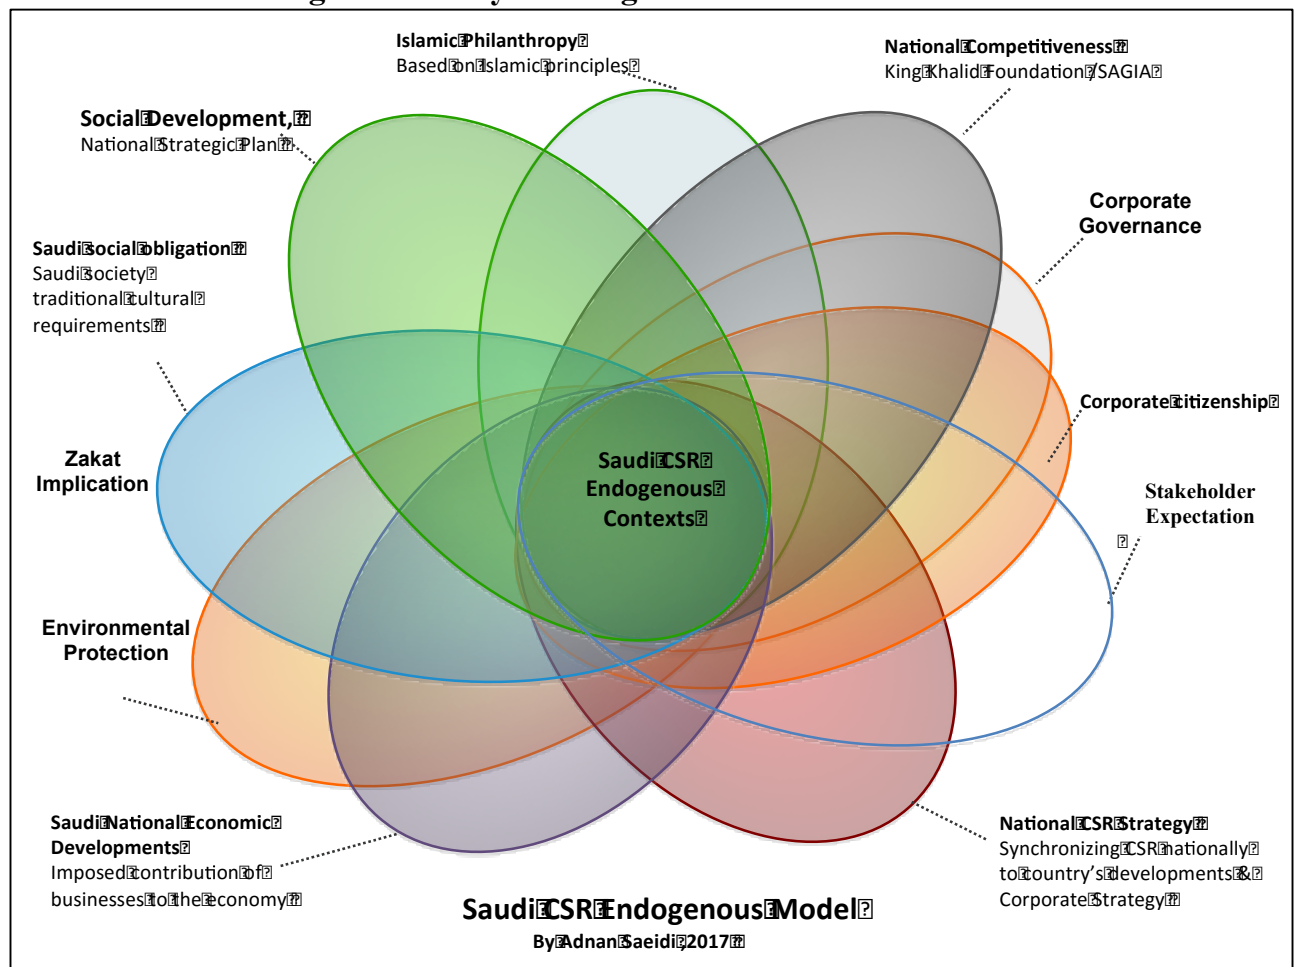 Islamic Philanthropy
Based on Islamic principles
National Competitiveness
King Khalid Foundation /SAGIA
Social Development,
National Strategic Plan
Corporate
Governance
Saudi social obligation
Saudi society
traditional cultural
requirements
Corporate citizenship
Zakat
Implication
Saudi CSR
Endogenous
Contexts
Stakeholder
Expectation
Environmental
Protection
Saudi National Economic
Developments
Imposed contribution of
businesses to the economy
National CSR Strategy
Synchronizing CSR nationally
to country's developments &
Corporate Strategy
Saudi CSR Endogenous Model
By Adnan Saeidi, 2017